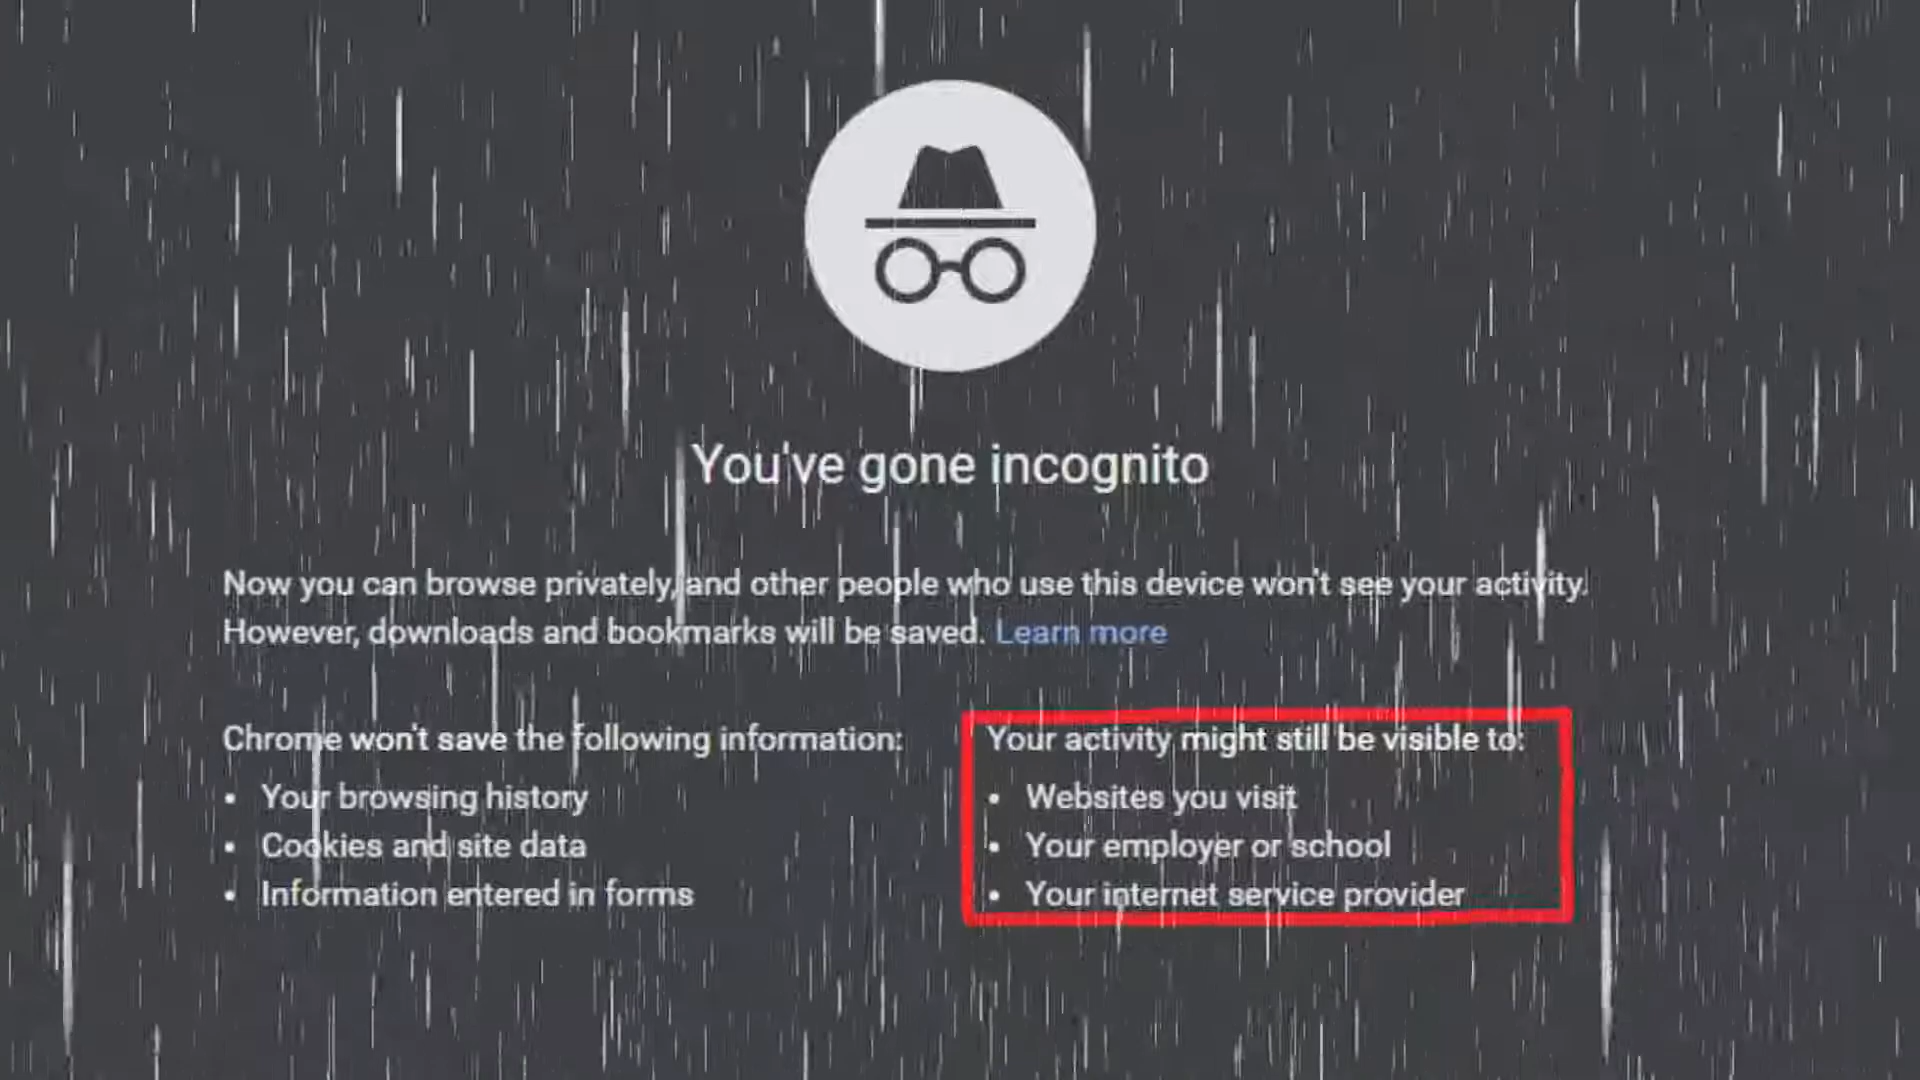 You've gone incognito
Now you can browse privately, and other people who use this device won't see your activity.
However, downloads and bookmarks will be saved. Learn more
Chrome won't save the following information:
• Your browsing history
• Cookies and site data
• Information entered in forms
Your activity might still be visible to:
• Websites you visit
• Your employer or school
• Your internet service provider